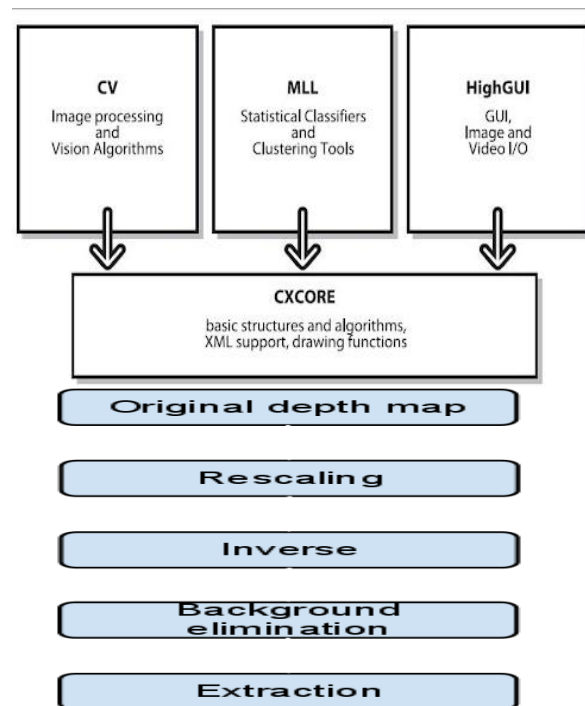 CV
Image processing
and
Vision Algorithms
MLL
Statistical Classifiers
and
Clustering Tools
HighGUI
GUI,
Image and
Video I/O
CXCORE
basic structures and algorithms,
XML support, drawing functions
Original depth map
Rescaling
Inverse
Background
elimination
Extraction